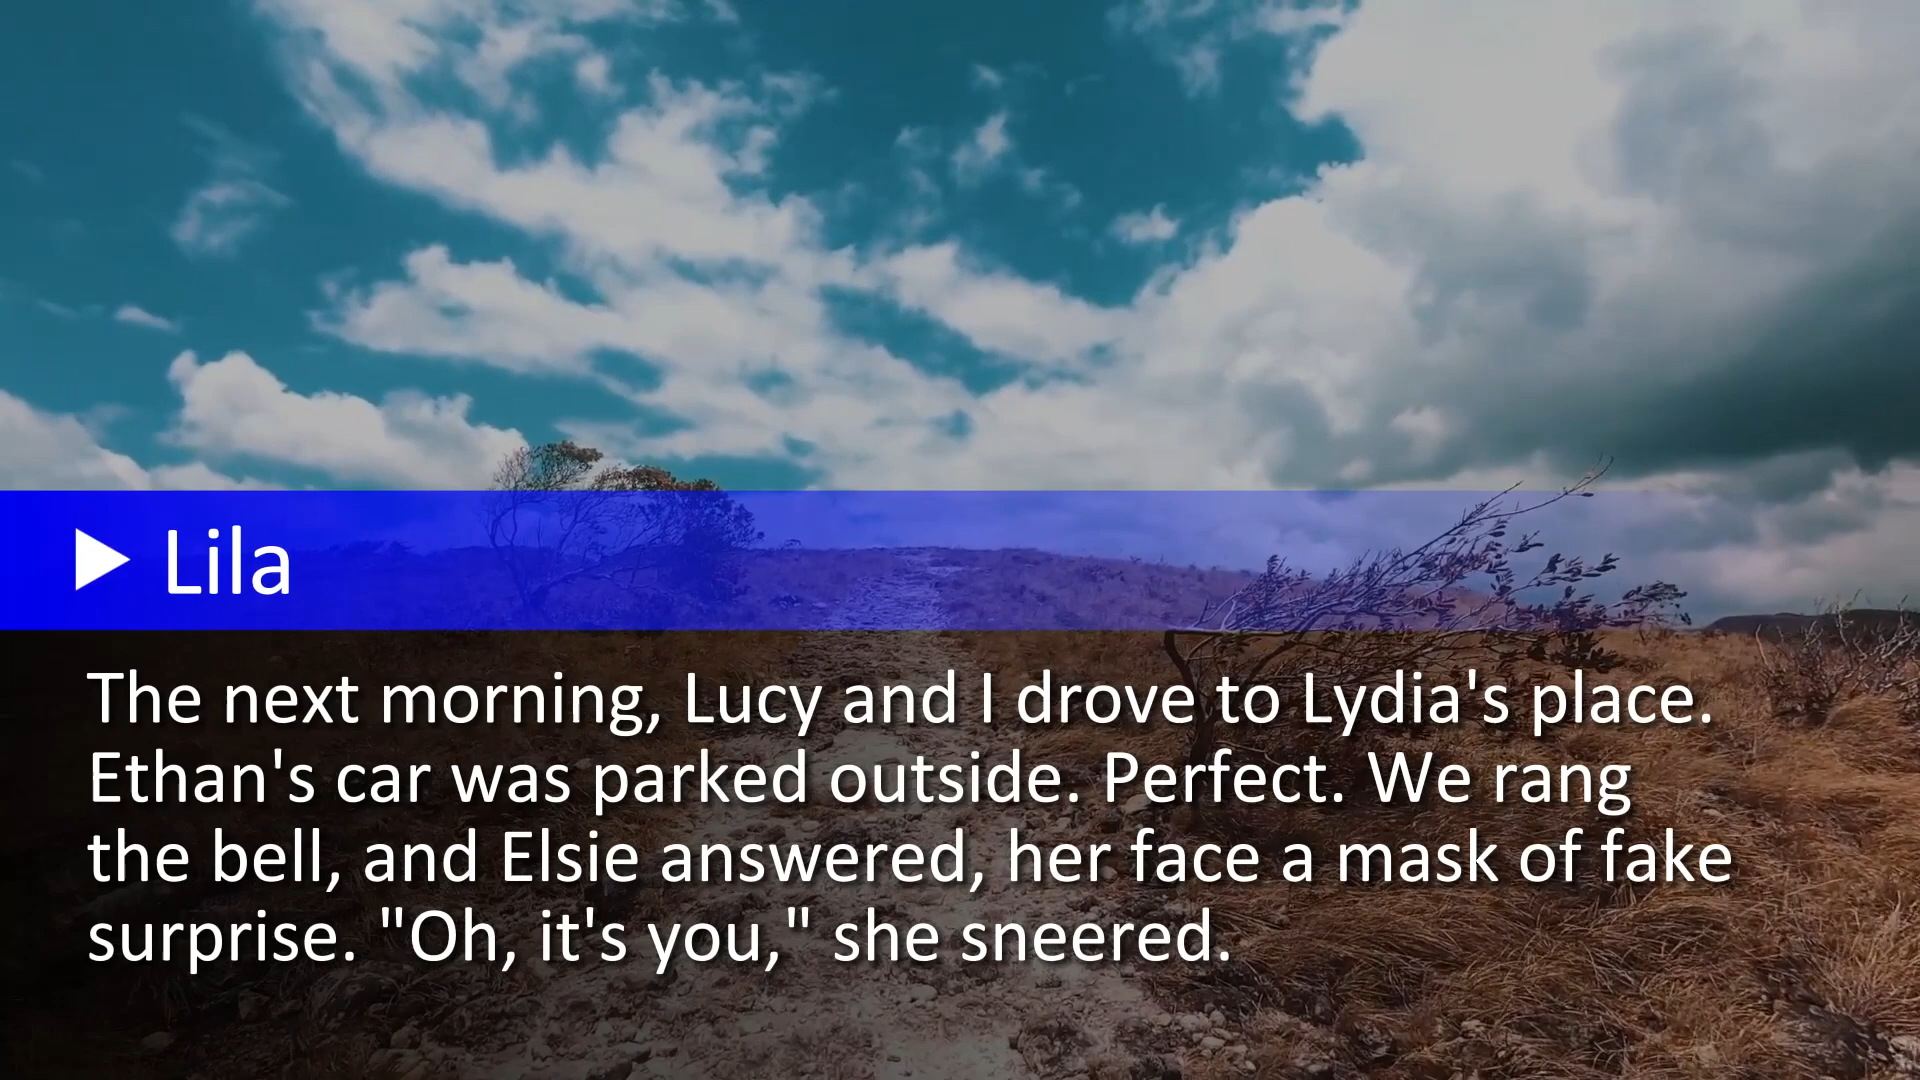 Lila
The next morning, Lucy and I drove to Lydia's place.
Ethan's car was parked outside. Perfect. We rang
the bell, and Elsie answered, her face a mask of fake
surprise. "Oh, it's you," she sneered.